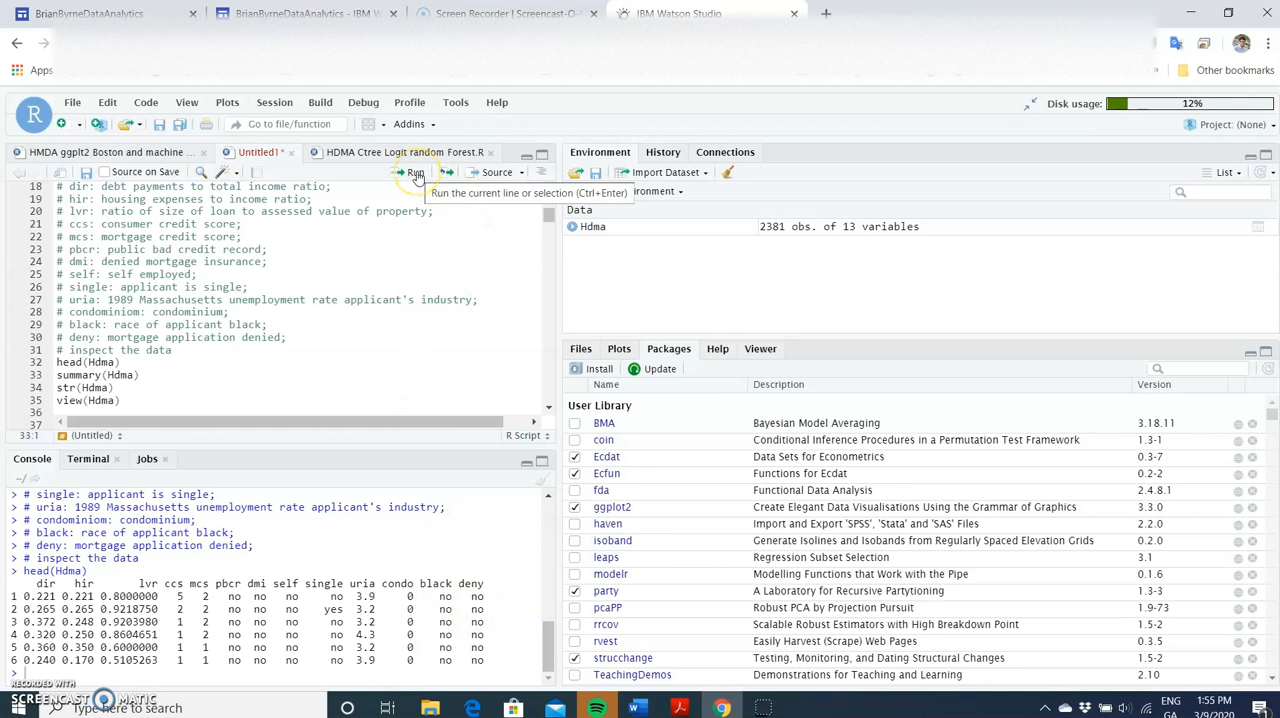 BrianByrneDataAnalytics
BrianByrneDataAnalytics - IBM W
Screen Recorder | Screencast-O-
IBM Watson Studio
Apps
»
Other bookmarks
R
File Edit Code View Plots Session Build Debug Profile Tools Help
Disk usage: 12%
Go to file/function
Addins
Project: (None)
HMDA ggplt2 Boston and machine ...
Untitled1*
HDMA Ctree Logit random Forest.R
Source on Save
Run
Source
Run the current line or selection (Ctrl+Enter)
18 # dir: debt payments to total income ratio;
19 # hir: housing expenses to income ratio;
20 # lvr: ratio of size of loan to assessed value of property;
21 # ccs: consumer credit score;
22 # mcs: mortgage credit score;
23 # pbcr: public bad credit record;
24 # dmi: denied mortgage insurance;
25 # self: self employed;
26 # single: applicant is single;
27 # uria: 1989 Massachusetts unemployment rate applicant's industry;
28 # condominiom: condominium;
29 # black: race of applicant black;
30 # deny: mortgage application denied;
31 # inspect the data
32 head(Hdma)
33 summary(Hdma)
34 str(Hdma)
35 view(Hdma)
36
37
33:1 (Untitled)
R Script
Console Terminal Jobs
~/
> # single: applicant is single;
> # uria: 1989 Massachusetts unemployment rate applicant's industry;
> # condominiom: condominium;
> # black: race of applicant black;
> # deny: mortgage application denied;
> # inspect the data
> head(Hdma)
dir hir lvr ccs mcs pbcr dmi self single uria condo black deny
1 0.221 0.221 0.8000000 5 2 no no no no 3.9 0 no no
2 0.265 0.265 0.9218750 2 2 no no no yes 3.2 0 no no
3 0.372 0.248 0.9203980 1 2 no no no no 3.2 0 no no
4 0.320 0.250 0.8604651 1 2 no no no no 4.3 0 no no
5 0.360 0.350 0.6000000 1 1 no no no no 3.2 0 no no
6 0.240 0.170 0.5105263 1 1 no no no no 3.9 0 no no
>
Environment History Connections
Import Dataset
List
ironment
Data
Hdma 2381 obs. of 13 variables
Files Plots Packages Help Viewer
Install Update
Name Description Version
User Library
BMA Bayesian Model Averaging 3.18.11
coin Conditional Inference Procedures in a Permutation Test Framework 1.3-1
Ecdat Data Sets for Econometrics 0.3-7
Ecfun Functions for Ecdat 0.2-2
fda Functional Data Analysis 2.4.8.1
ggplot2 Create Elegant Data Visualisations Using the Grammar of Graphics 3.3.0
haven Import and Export 'SPSS', 'Stata' and 'SAS' Files 2.2.0
isoband Generate Isolines and Isobands from Regularly Spaced Elevation Grids 0.2.0
leaps Regression Subset Selection 3.1
modelr Modelling Functions that Work with the Pipe 0.1.6
party A Laboratory for Recursive Partytioning 1.3-3
pcaPP Robust PCA by Projection Pursuit 1.9-73
rrcov Scalable Robust Estimators with High Breakdown Point 1.5-2
rvest Easily Harvest (Scrape) Web Pages 0.3.5
strucchange Testing, Monitoring, and Dating Structural Changes 1.5-2
TeachingDemos Demonstrations for Teaching and Learning 2.10
RECORDED WITH
SCREENCAST MATIC
Type here to search
ENG
GA
1:55 PM
3/9/2020